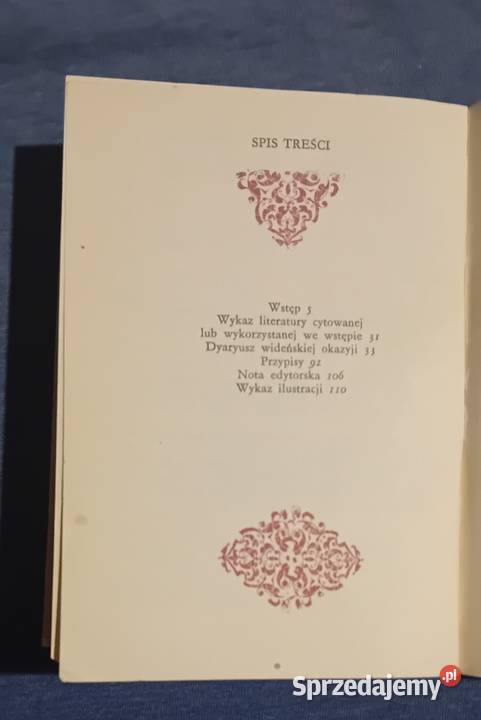 SPIS TREŚCI
Wstęp 5
Wykaz literatury cytowanej
lub wykorzystanej we wstępie 31
Dyaryusz wideńskiej okazyji 33
Przypisy 92
Nota edytorska 106
Wykaz ilustracji 110
Sprzedajemy.pl